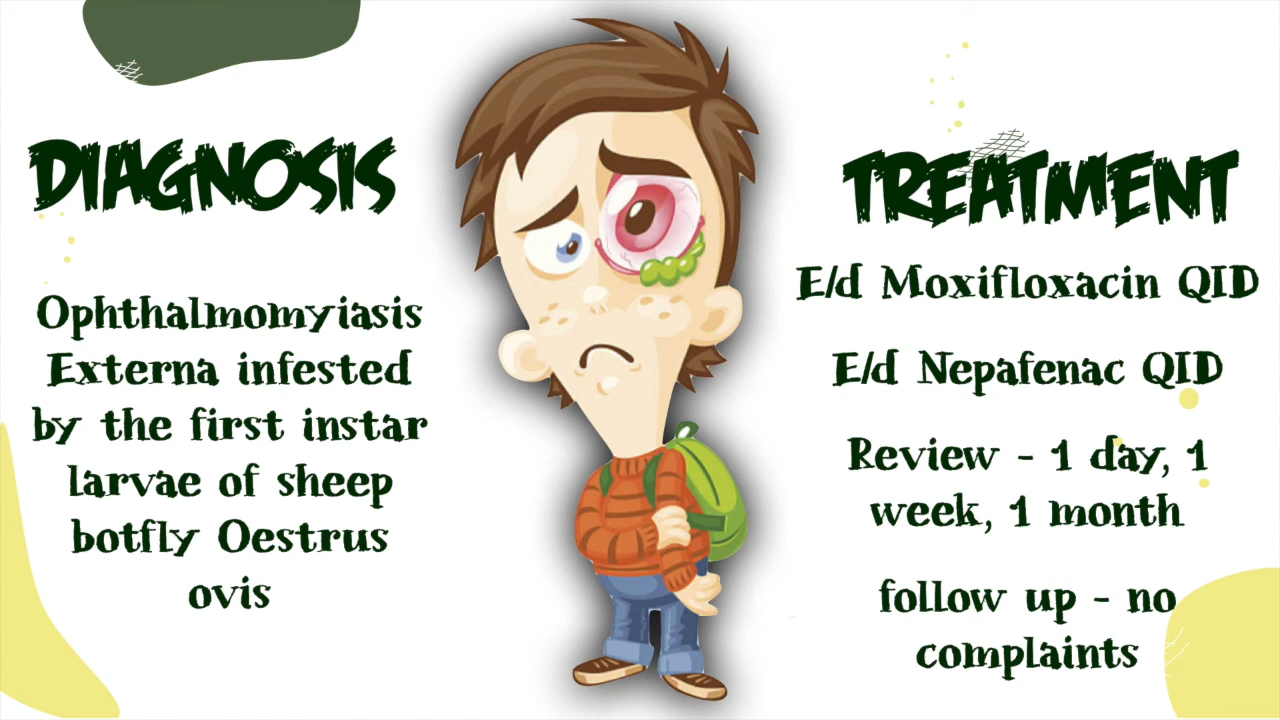 DIAGNOSIS
Ophthalmomyiasis
Externa infested
by the first instar
larvae of sheep
botfly Oestrus
ovis
TREATMENT
E/d Moxifloxacin QID
E/d Nepafenac QID
Review - 1 day, 1
week, 1 month
follow up - no
complaints